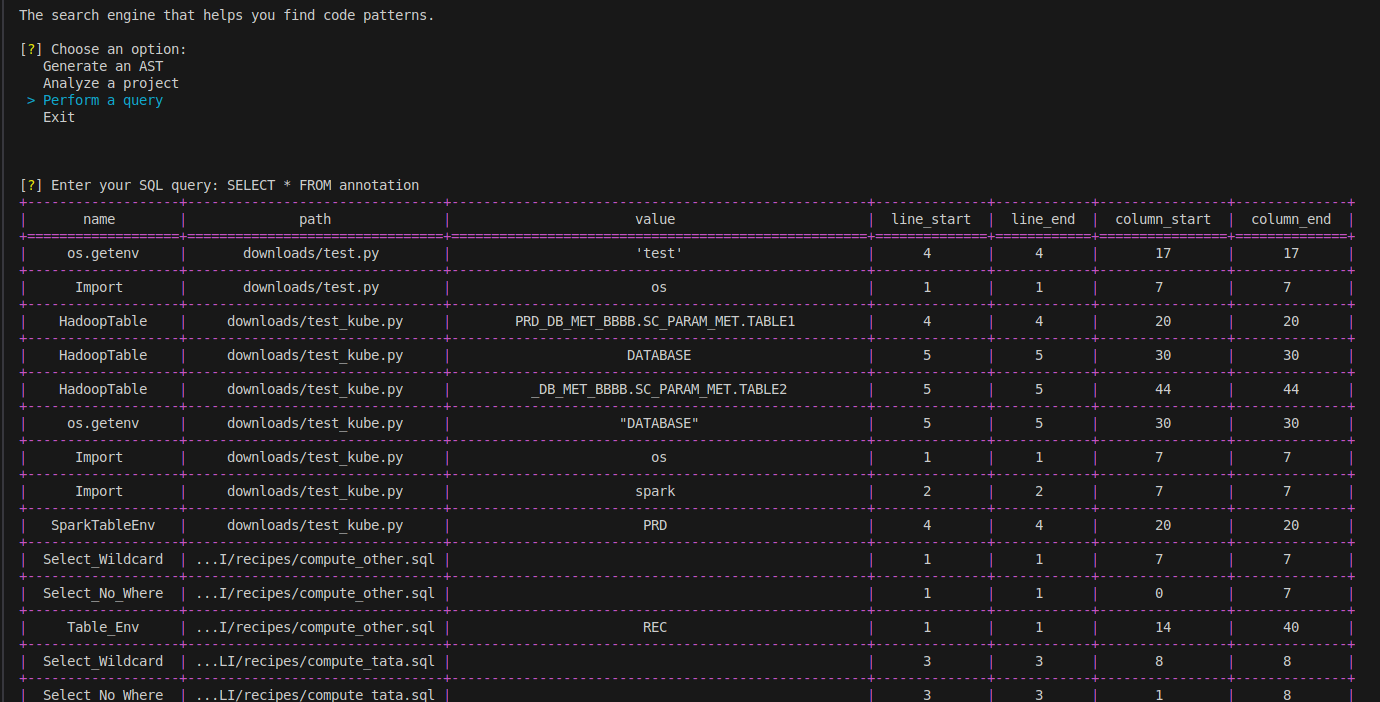 The search engine that helps you find code patterns.
[?] Choose an option:
Generate an AST
Analyze a project
> Perform a query
Exit
[?] Enter your SQL query: SELECT * FROM annotation
name | path | value | line_start | line_end | column_start | column_end
os.getenv | downloads/test.py | 'test' | 4 | 4 | 17 | 17
Import | downloads/test.py | os | 1 | 1 | 7 | 7
HadoopTable | downloads/test_kube.py | PRD_DB_MET_BBBB.SC_PARAM_MET.TABLE1 | 4 | 4 | 20 | 20
HadoopTable | downloads/test_kube.py | DATABASE | 5 | 5 | 30 | 30
HadoopTable | downloads/test_kube.py | _DB_MET_BBBB.SC_PARAM_MET.TABLE2 | 5 | 5 | 44 | 44
os.getenv | downloads/test_kube.py | "DATABASE" | 5 | 5 | 30 | 30
Import | downloads/test_kube.py | os | 1 | 1 | 7 | 7
Import | downloads/test_kube.py | spark | 2 | 2 | 7 | 7
SparkTableEnv | downloads/test_kube.py | PRD | 4 | 4 | 20 | 20
Select_Wildcard | ...I/recipes/compute_other.sql | | 1 | 1 | 7 | 7
Select_No_Where | ...I/recipes/compute_other.sql | | 1 | 1 | 0 | 7
Table_Env | ...I/recipes/compute_other.sql | REC | 1 | 1 | 14 | 40
Select_Wildcard | ...LI/recipes/compute_tata.sql | | 3 | 3 | 8 | 8
Select_No_Where | ...LI/recipes/compute_tata.sql | | 3 | 3 | 1 | 8